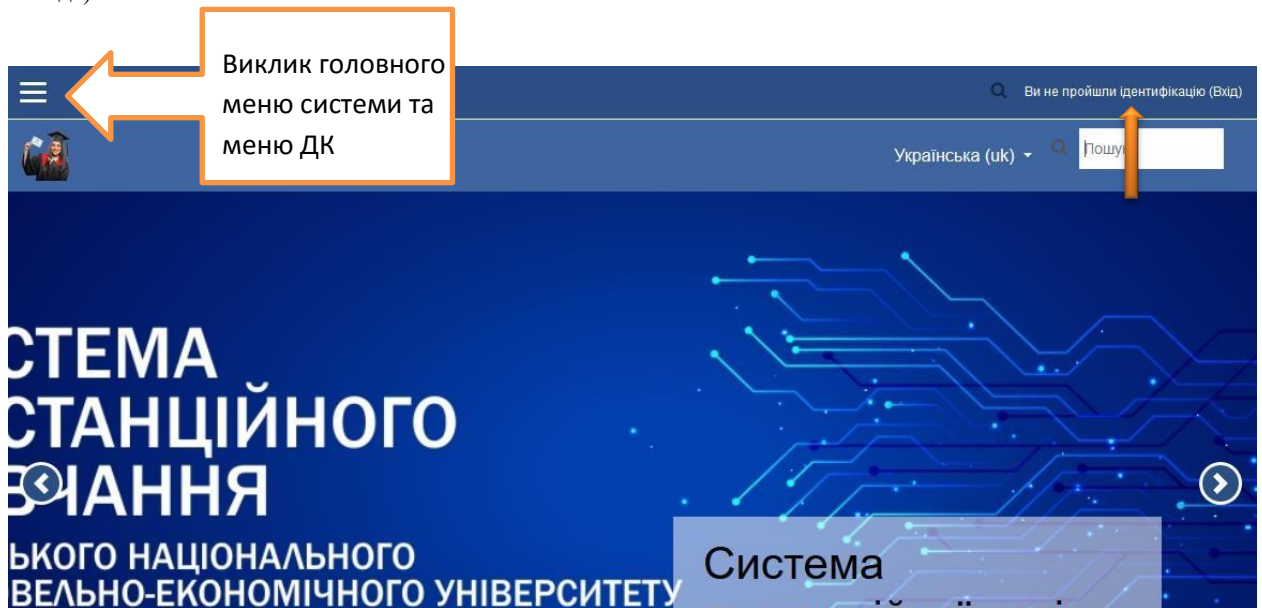 Виклик головного
меню системи та
меню ДК
Ви не пройшли ідентифікацію (Вхід)
Українська (uk)
СТЕМА
СТАНЦІЙНОГО
ЧАННЯ
ЬКОГО НАЦІОНАЛЬНОГО
ВЕЛЬНО-ЕКОНОМІЧНОГО УНІВЕРСИТЕТУ
Система